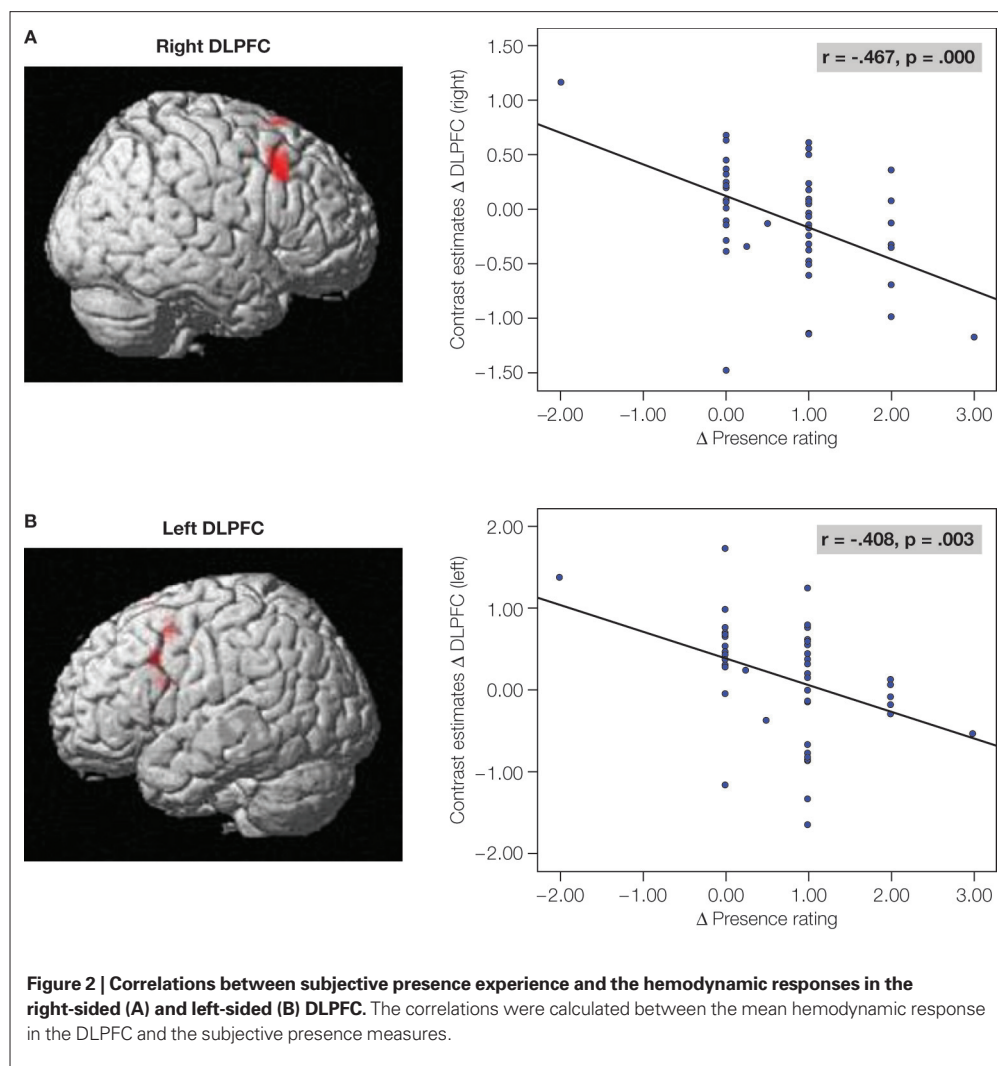 A
Right DLPFC
r = -.467, p = .000
Contrast estimates Δ DLPFC (right)
1.50
1.00
0.50
0.00
−0.50
−1.00
−1.50
−2.00 −1.00 0.00 1.00 2.00 3.00
Δ Presence rating
B
Left DLPFC
r = -.408, p = .003
Contrast estimates Δ DLPFC (left)
2.00
1.00
0.00
−1.00
−2.00
−2.00 −1.00 0.00 1.00 2.00 3.00
Δ Presence rating
Figure 2 | Correlations between subjective presence experience and the hemodynamic responses in the
right-sided (A) and left-sided (B) DLPFC. The correlations were calculated between the mean hemodynamic response
in the DLPFC and the subjective presence measures.